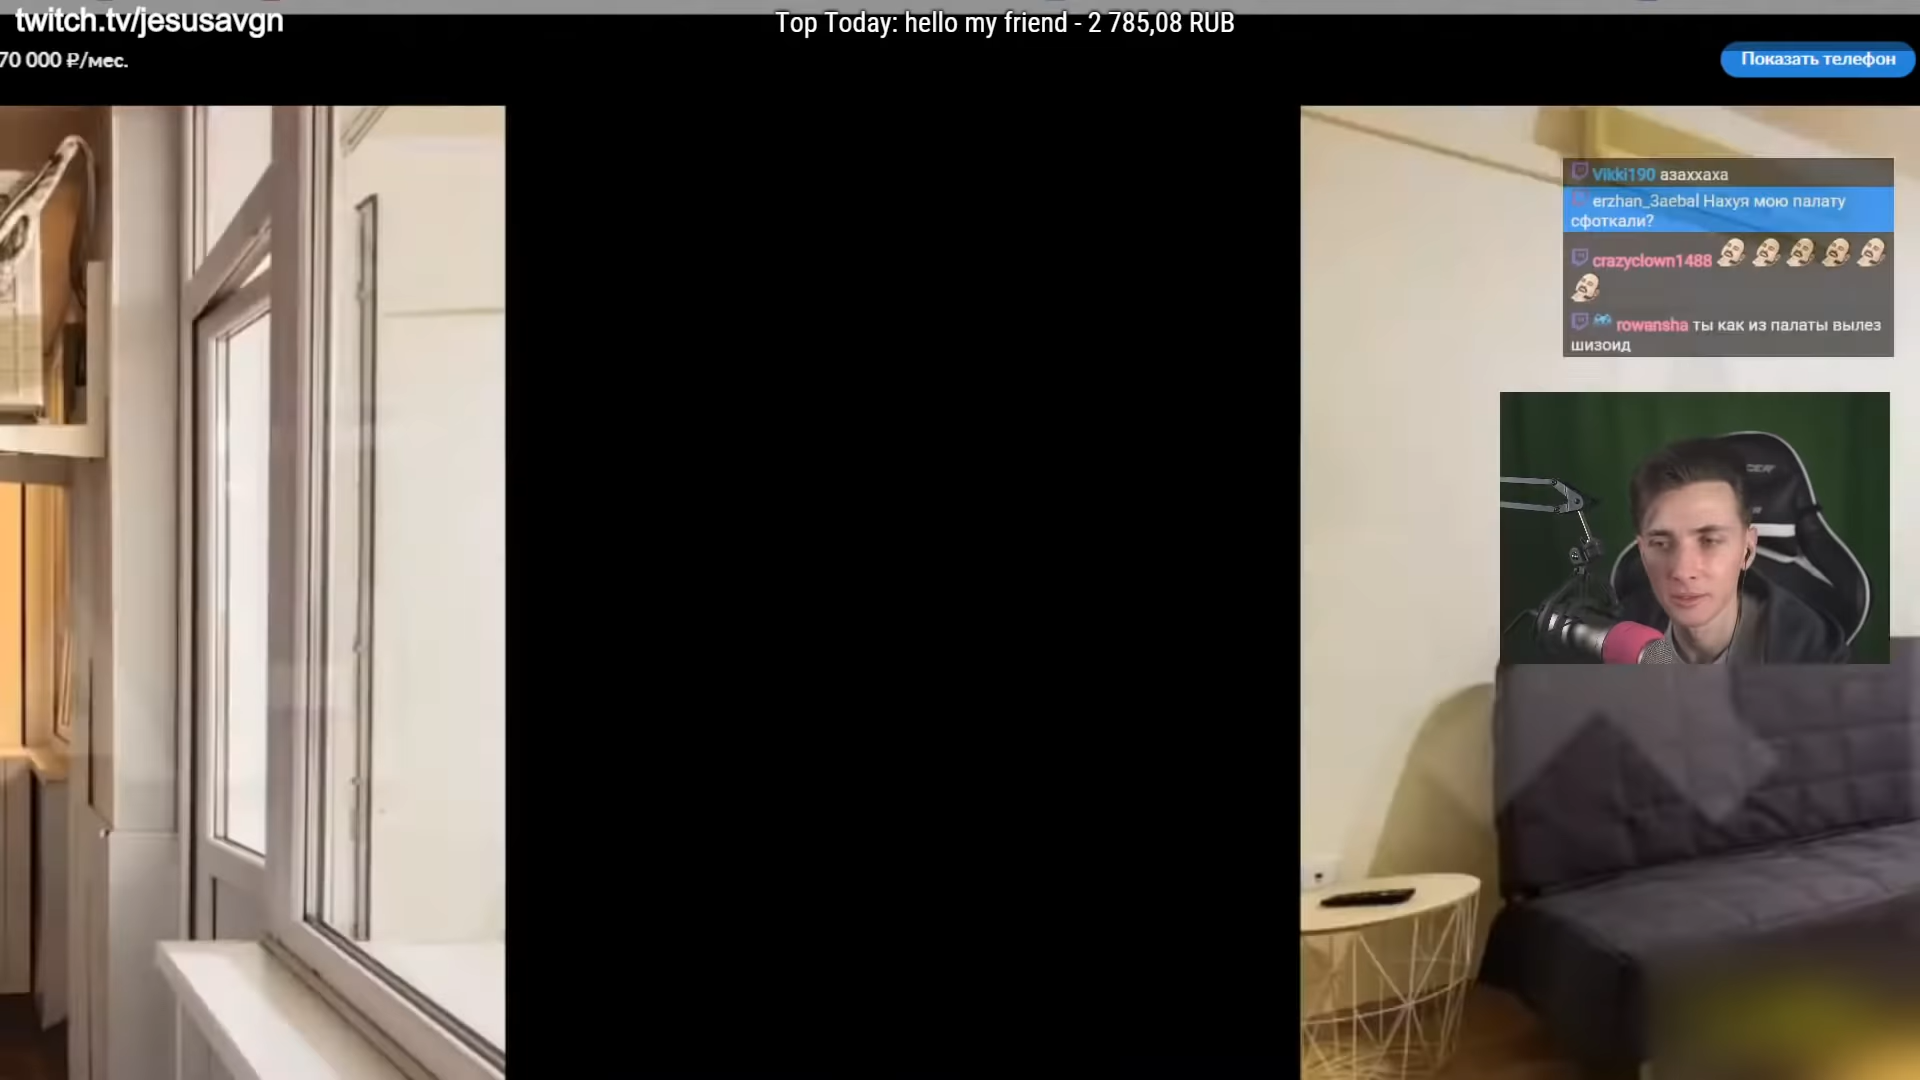 twitch.tv/jesusavgn
Top Today: hello my friend - 2 785,08 RUB
70 000 ₽/мес.
Показать телефон
Vikki190 азаххаха
erzhan_3aebal Нахуя мою палату
сфоткали?
crazyclown1488
rowansha ты как из палаты вылез
шизоид